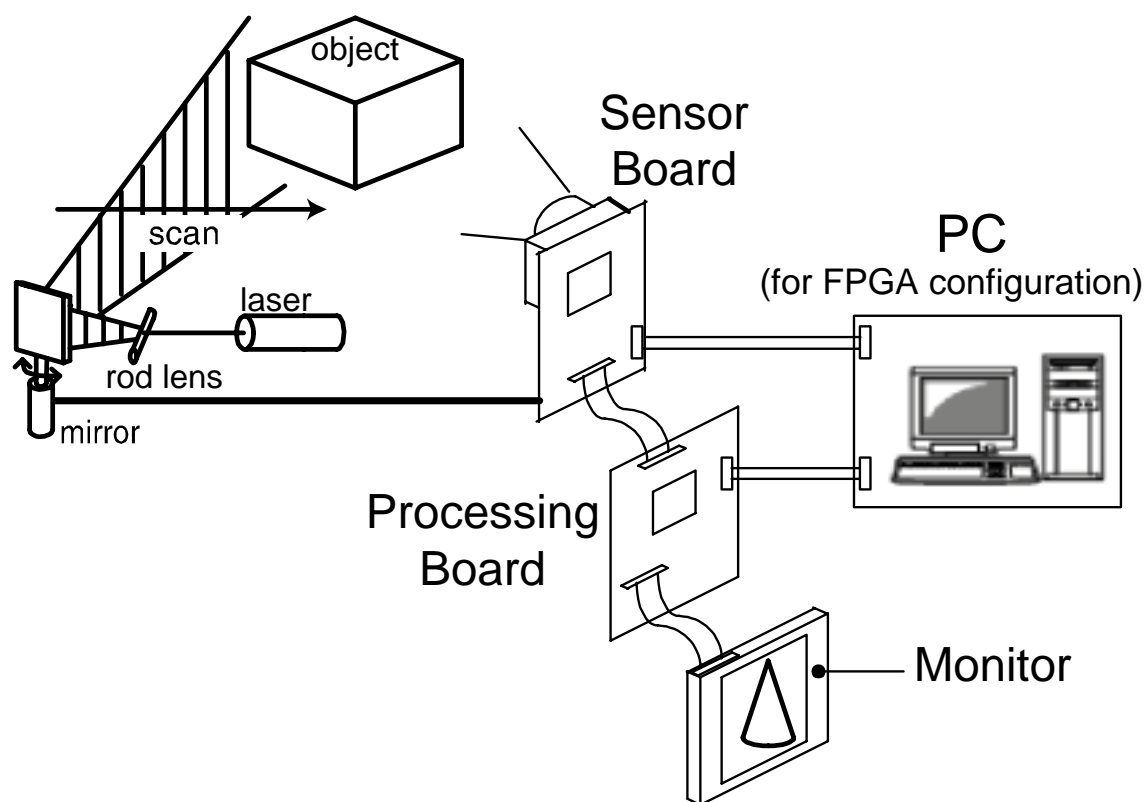 object
Sensor
Board
scan
PC
(for FPGA configuration)
laser
rod lens
mirror
Processing
Board
Monitor